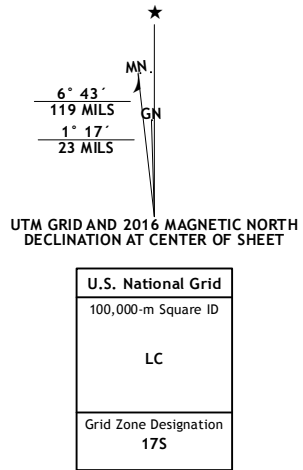 MN
6° 43´
119 MILS
GN
1° 17´
23 MILS
UTM GRID AND 2016 MAGNETIC NORTH
DECLINATION AT CENTER OF SHEET
U.S. National Grid
100,000-m Square ID
LC
Grid Zone Designation
17S